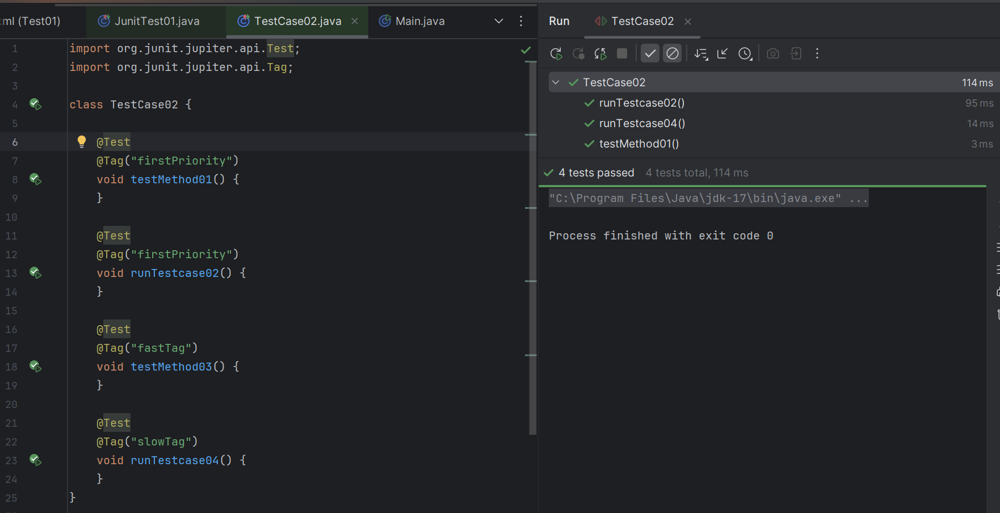 ml (Test01) JunitTest01.java TestCase02.java Main.java
1 import org.junit.jupiter.api.Test;
2 import org.junit.jupiter.api.Tag;
3
4 class TestCase02 {
5
6 @Test
7 @Tag("firstPriority")
8 void testMethod01() {
9 }
10
11 @Test
12 @Tag("firstPriority")
13 void runTestcase02() {
14 }
15
16 @Test
17 @Tag("fastTag")
18 void testMethod03() {
19 }
20
21 @Test
22 @Tag("slowTag")
23 void runTestcase04() {
24 }
25 }
Run TestCase02
TestCase02 114 ms
runTestcase02() 95 ms
runTestcase04() 14 ms
testMethod01() 3 ms
4 tests passed 4 tests total, 114 ms
"C:\Program Files\Java\jdk-17\bin\java.exe" ...
Process finished with exit code 0